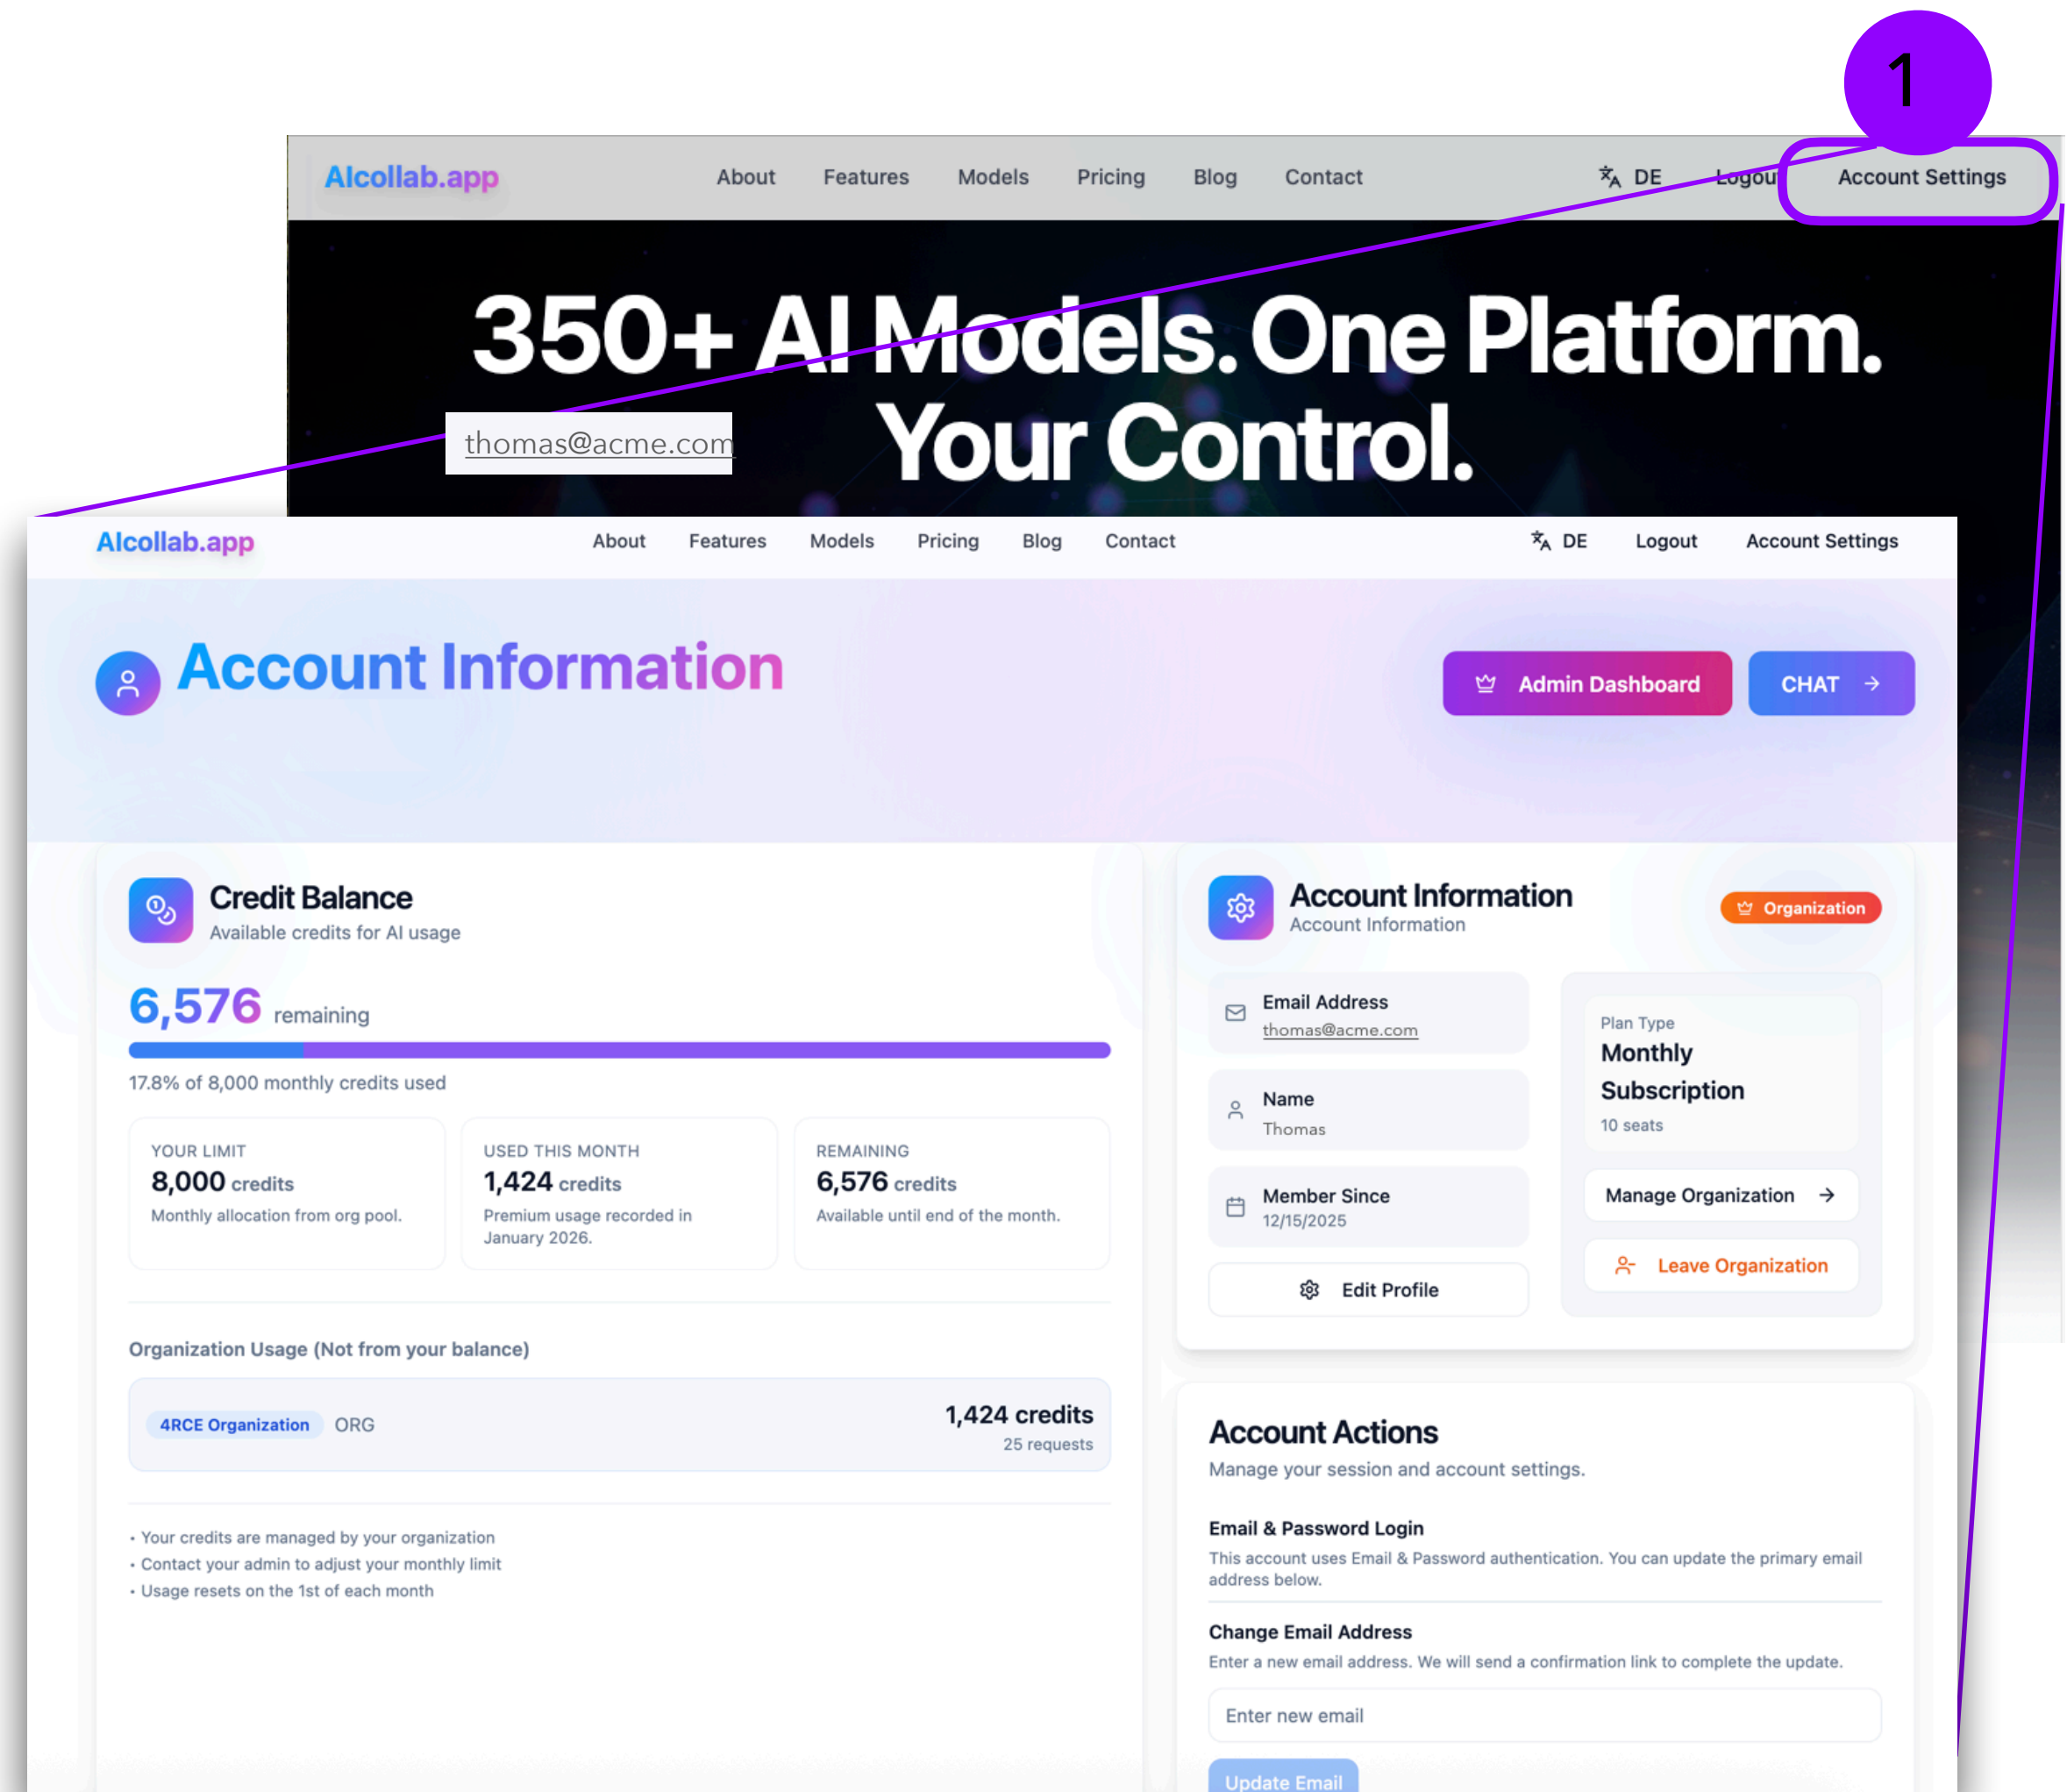 1
AIcollab.app About Features Models Pricing Blog Contact DE Logout Account Settings
350+ AI Models. One Platform.
Your Control.
thomas@acme.com
AIcollab.app About Features Models Pricing Blog Contact DE Logout Account Settings
Account Information
Admin Dashboard
CHAT
Credit Balance
Available credits for AI usage
6,576 remaining
17.8% of 8,000 monthly credits used
YOUR LIMIT
8,000 credits
Monthly allocation from org pool.
USED THIS MONTH
1,424 credits
Premium usage recorded in
January 2026.
REMAINING
6,576 credits
Available until end of the month.
Organization Usage (Not from your balance)
4RCE Organization ORG
1,424 credits
25 requests
• Your credits are managed by your organization
• Contact your admin to adjust your monthly limit
• Usage resets on the 1st of each month
Account Information
Account Information
Organization
Email Address
thomas@acme.com
Name
Thomas
Member Since
12/15/2025
Edit Profile
Plan Type
Monthly
Subscription
10 seats
Manage Organization
Leave Organization
Account Actions
Manage your session and account settings.
Email & Password Login
This account uses Email & Password authentication. You can update the primary email
address below.
Change Email Address
Enter a new email address. We will send a confirmation link to complete the update.
Enter new email
Update Email